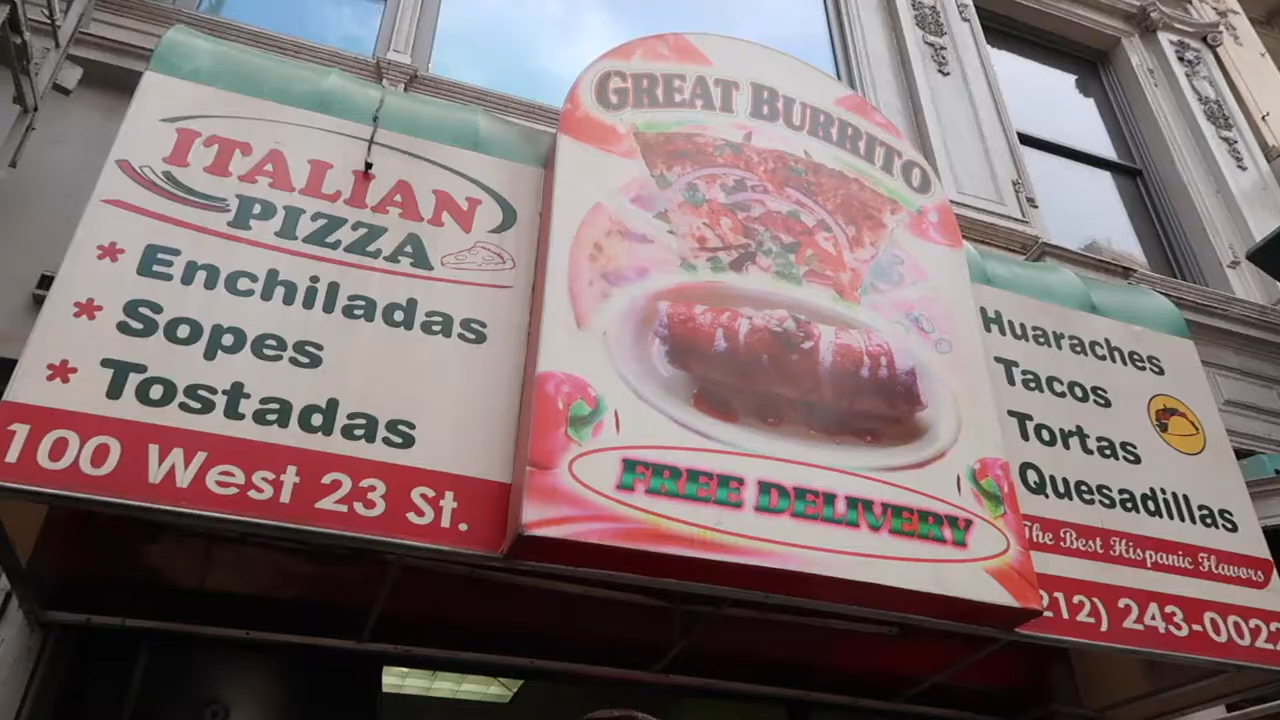 ITALIAN
PIZZA
* Enchiladas
* Sopes
* Tostadas
100 West 23 St.
GREAT BURRITO
FREE DELIVERY
Huaraches
Tacos
Tortas
Quesadillas
The Best Hispanic Flavors
(212) 243-0022